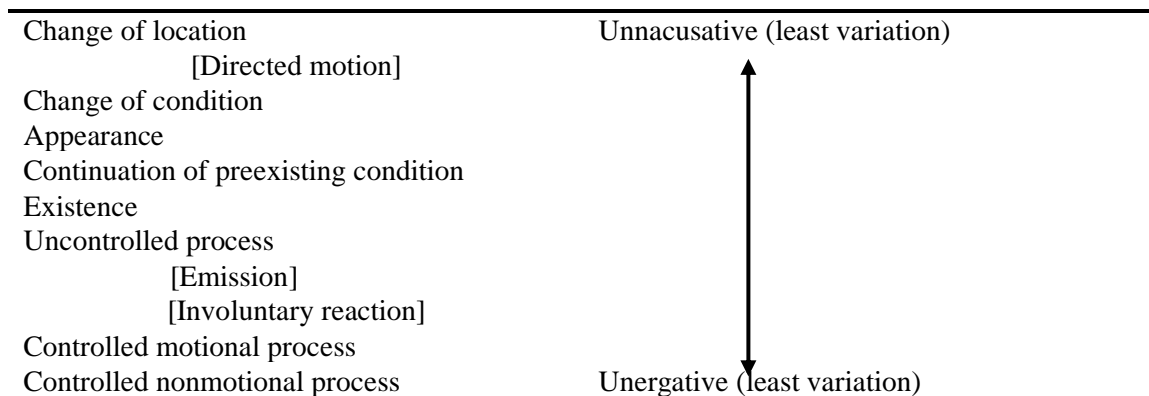 Change of location Unnacusative (least variation)
[Directed motion]
Change of condition
Appearance
Continuation of preexisting condition
Existence
Uncontrolled process
[Emission]
[Involuntary reaction]
Controlled motional process
Controlled nonmotional process Unergative (least variation)